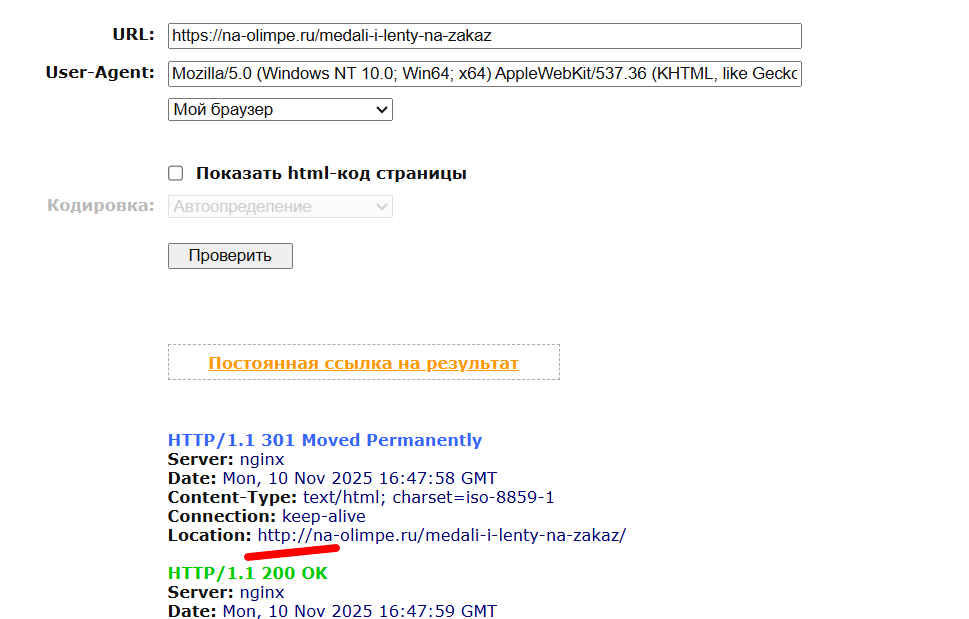 URL: https://na-olimpe.ru/medali-i-lenty-na-zakaz
User-Agent: Mozilla/5.0 (Windows NT 10.0; Win64; x64) AppleWebKit/537.36 (KHTML, like Gecko
Мой браузер
Показать html-код страницы
Кодировка: Автоопределение
Проверить
Постоянная ссылка на результат
HTTP/1.1 301 Moved Permanently
Server: nginx
Date: Mon, 10 Nov 2025 16:47:58 GMT
Content-Type: text/html; charset=iso-8859-1
Connection: keep-alive
Location: http://na-olimpe.ru/medali-i-lenty-na-zakaz/
HTTP/1.1 200 OK
Server: nginx
Date: Mon, 10 Nov 2025 16:47:59 GMT